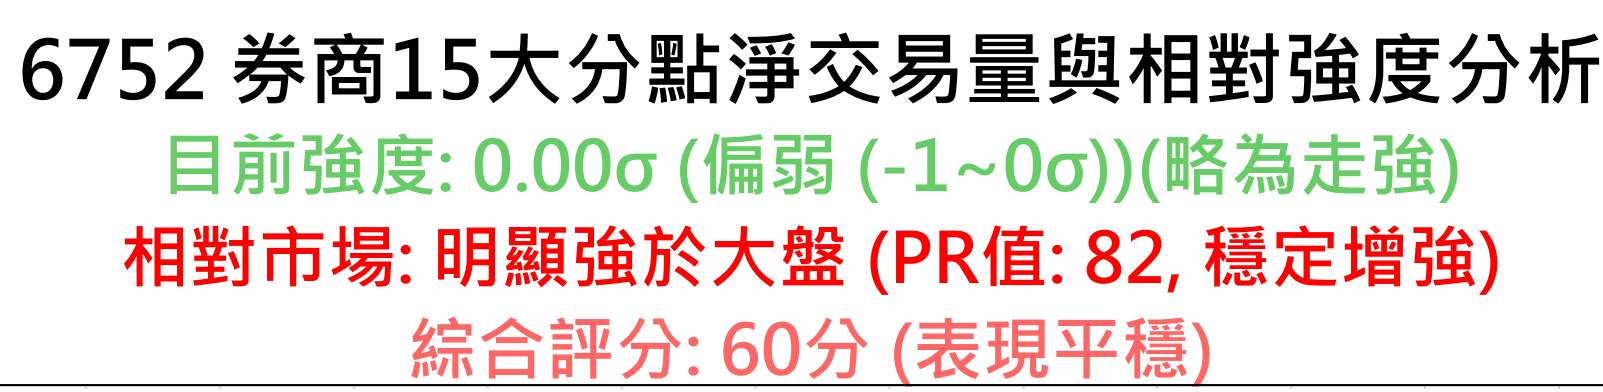 6752 券商15大分點淨交易量與相對強度分析
目前強度: 0.00σ (偏弱 (-1~0σ))(略為走強)
相對市場: 明顯強於大盤 (PR值: 82, 穩定增強)
綜合評分: 60分 (表現平穩)